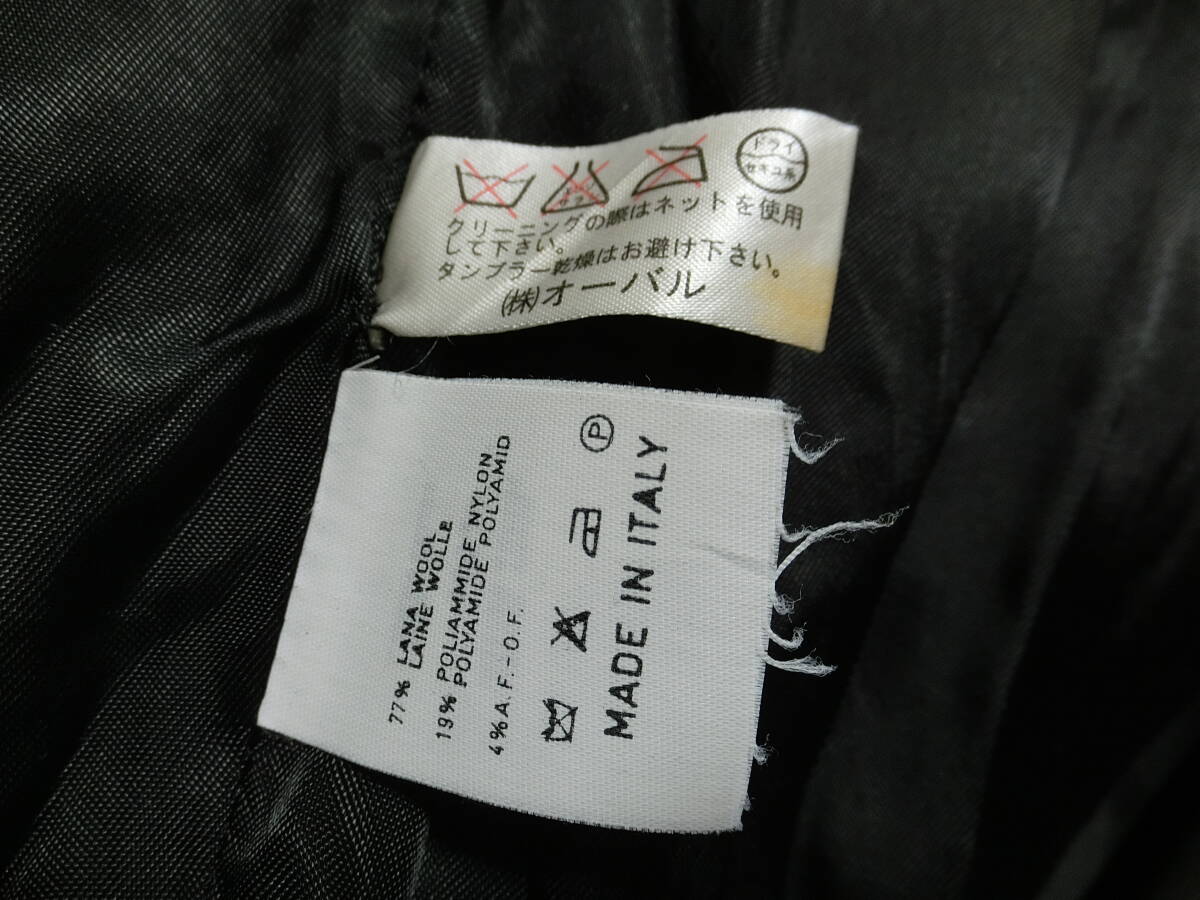 ドライ
セキユ系
クリーニングの際はネットを使用
して下さい。
タンブラー乾燥はお避け下さい。
㈱オーバル
77% LANA WOOL
LAINE WOLLE
19% POLIAMMIDE NYLON
POLYAMIDE POLYAMID
4% A.F.-O.F.
P
MADE IN ITALY